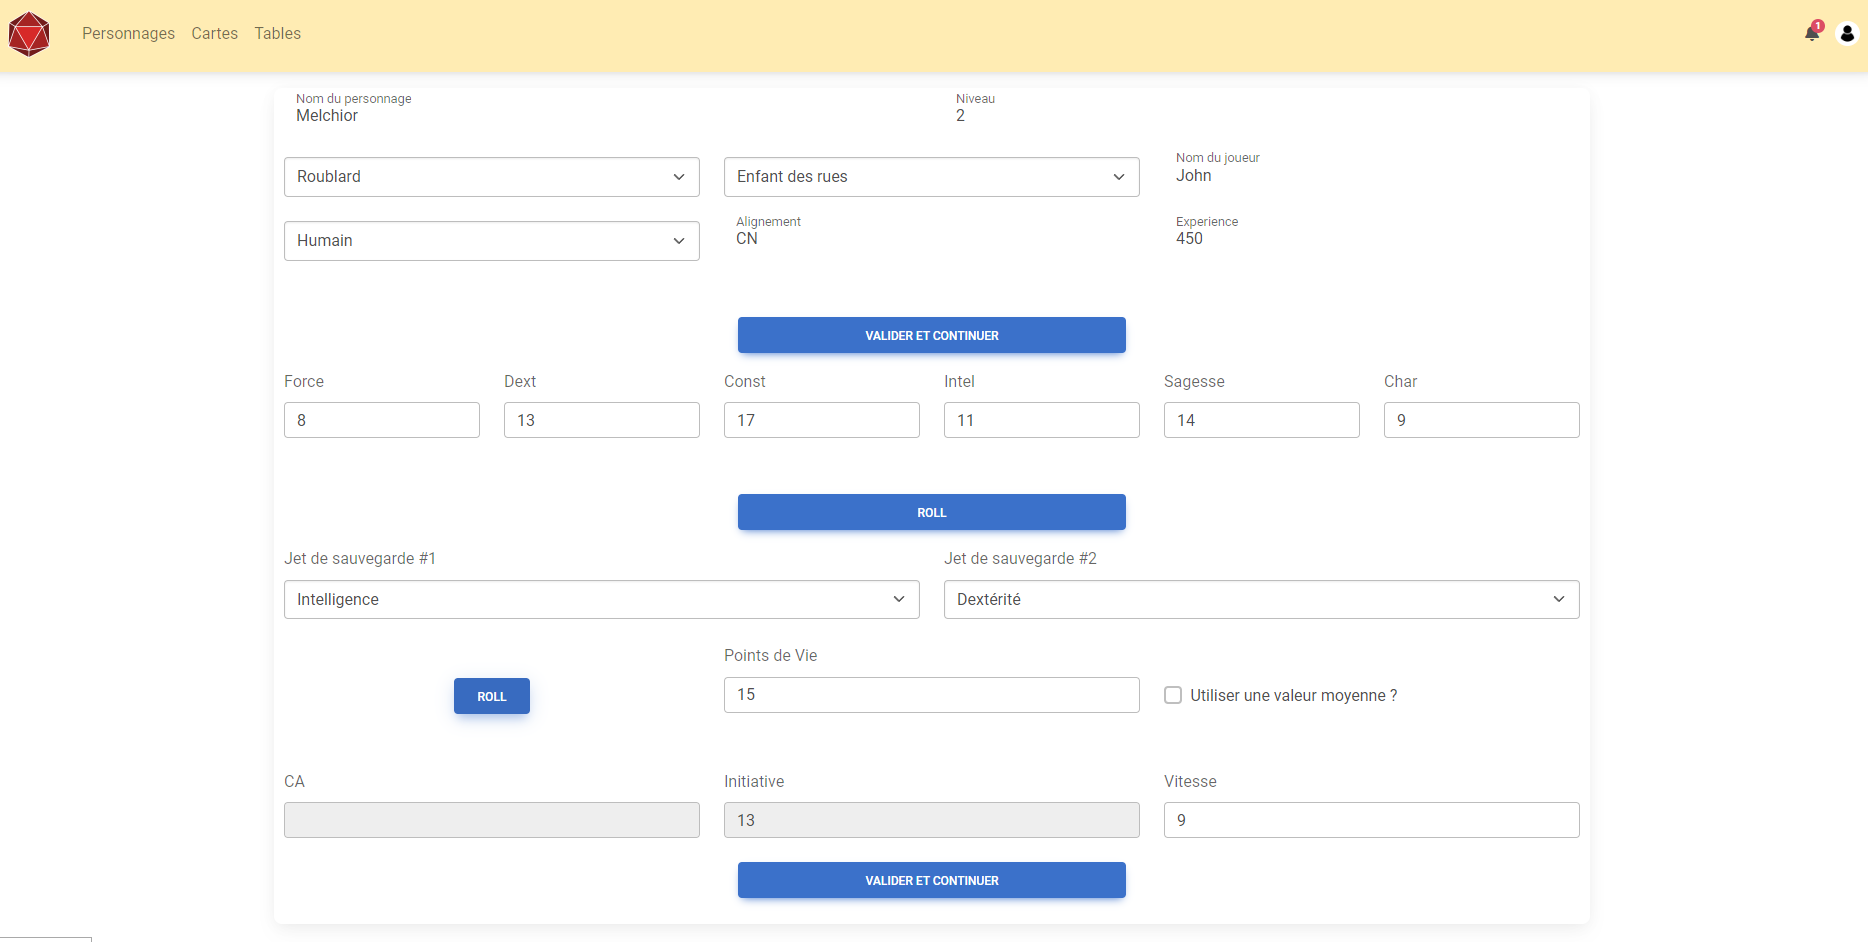 Personnages Cartes Tables 1
Nom du personnage Niveau
Melchior 2
Roublard Enfant des rues Nom du joueur
John
Humain Alignement Experience
CN 450
VALIDER ET CONTINUER
Force Dext Const Intel Sagesse Char
8 13 17 11 14 9
ROLL
Jet de sauvegarde #1 Jet de sauvegarde #2
Intelligence Dextérité
Points de Vie
ROLL 15 Utiliser une valeur moyenne ?
CA Initiative Vitesse
13 9
VALIDER ET CONTINUER